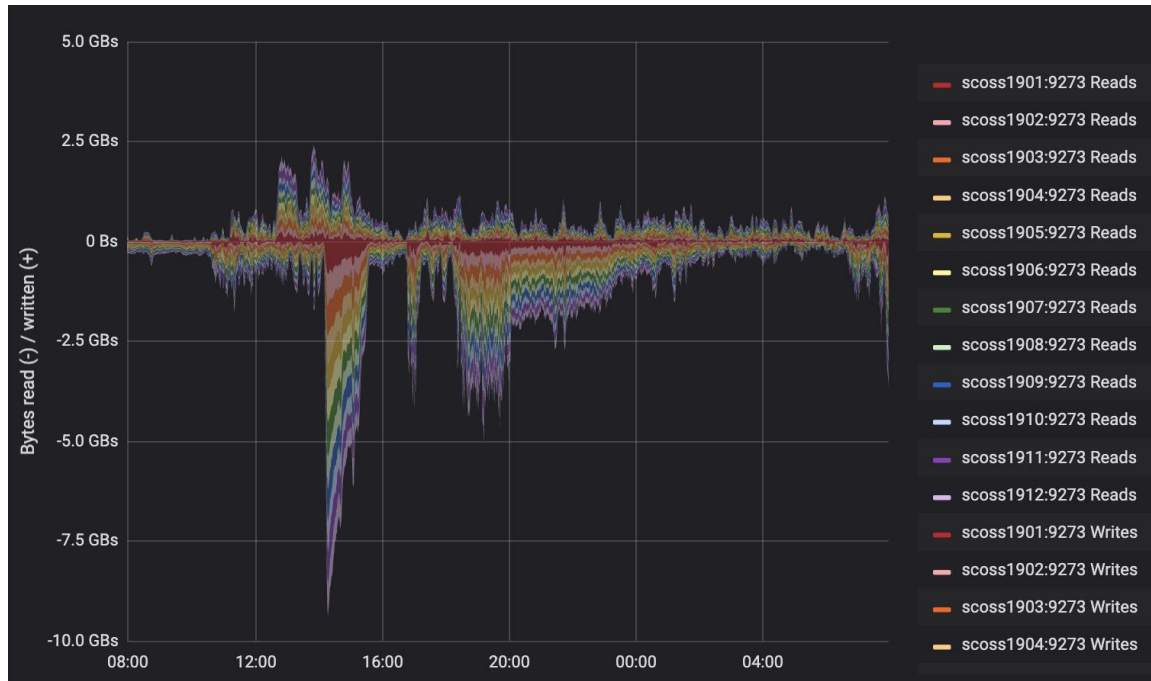 5.0 GBs
2.5 GBs
0 Bs
-2.5 GBs
-5.0 GBs
-7.5 GBs
-10.0 GBs
Bytes read (-) / written (+)
08:00
12:00
16:00
20:00
00:00
04:00
scoss1901:9273 Reads
scoss1902:9273 Reads
scoss1903:9273 Reads
scoss1904:9273 Reads
scoss1905:9273 Reads
scoss1906:9273 Reads
scoss1907:9273 Reads
scoss1908:9273 Reads
scoss1909:9273 Reads
scoss1910:9273 Reads
scoss1911:9273 Reads
scoss1912:9273 Reads
scoss1901:9273 Writes
scoss1902:9273 Writes
scoss1903:9273 Writes
scoss1904:9273 Writes